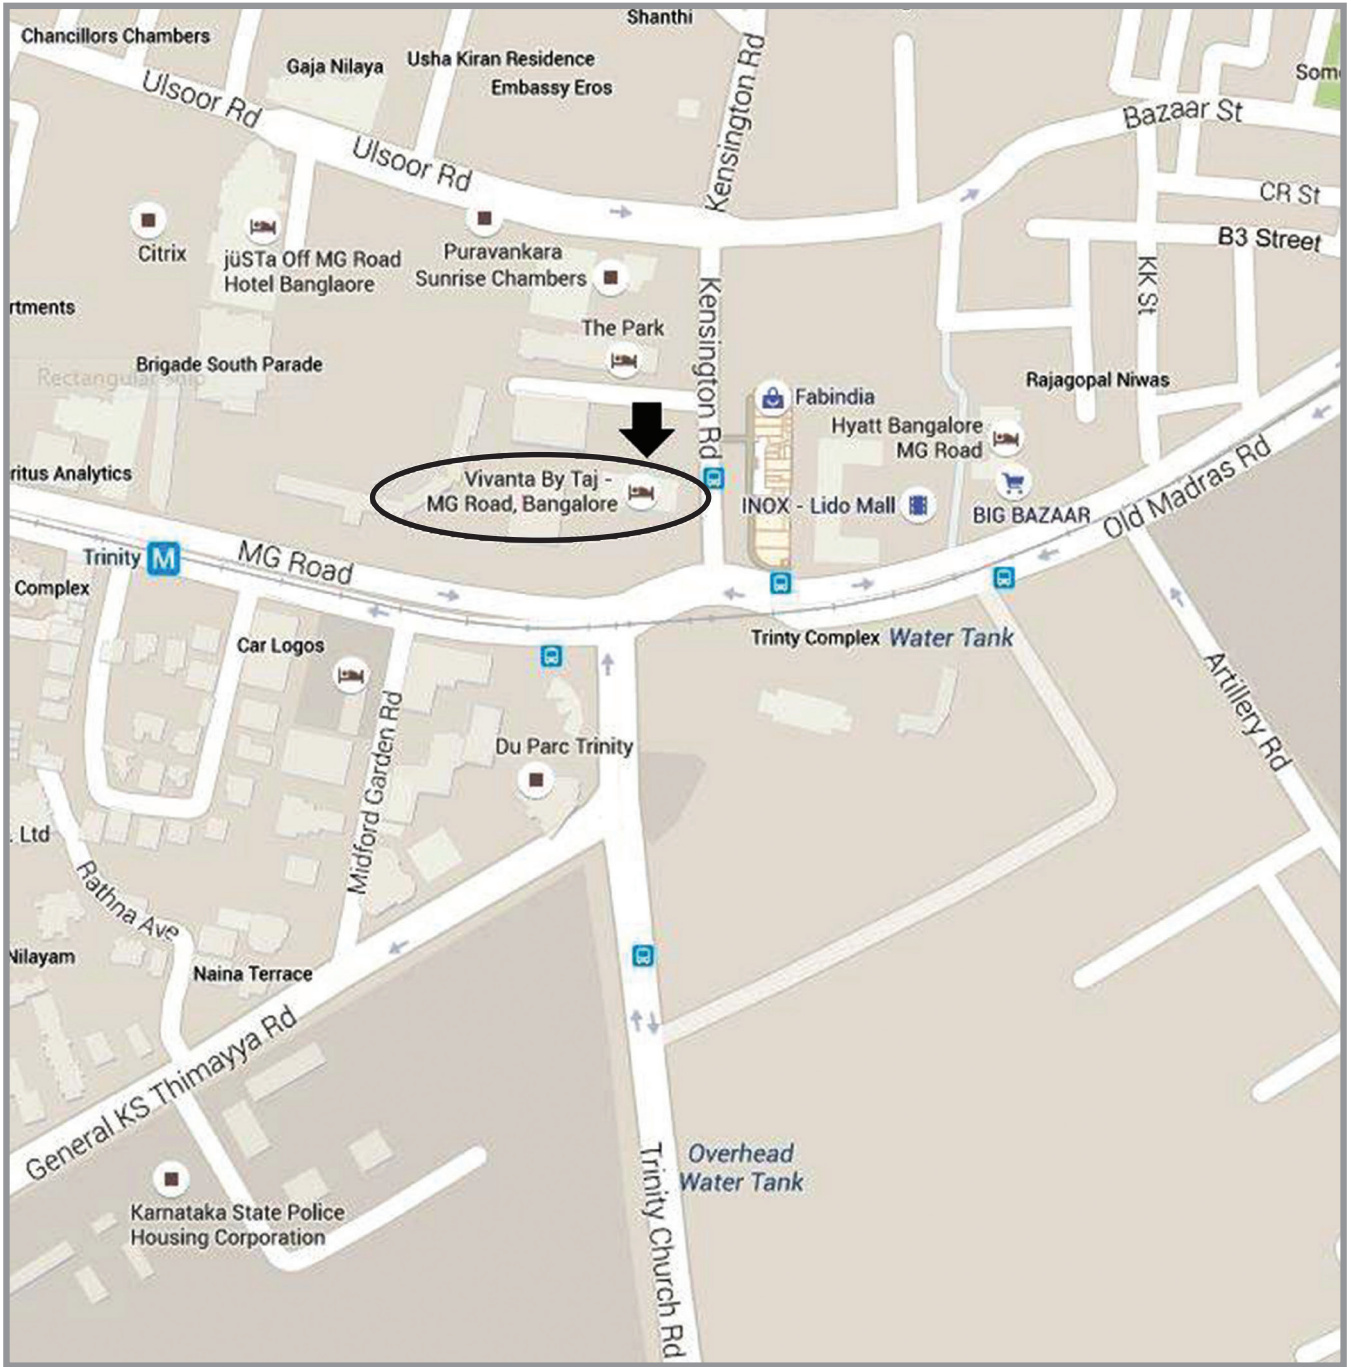 Shanthi
Chancillors Chambers
Gaja Nilaya
Usha Kiran Residence
Embassy Eros
Kensington Rd
Som
Ulsoor Rd
Bazaar St
Ulsoor Rd
CR St
B3 Street
Citrix
jüSTa Off MG Road
Hotel Banglaore
Puravankara
Sunrise Chambers
KK St
rtments
The Park
Kensington Rd
Brigade South Parade
Rectangular Snip
Rajagopal Niwas
Fabindia
Hyatt Bangalore
MG Road
ritus Analytics
Vivanta By Taj -
MG Road, Bangalore
INOX - Lido Mall
BIG BAZAAR
Old Madras Rd
Trinity
M
MG Road
Complex
Car Logos
Trinty Complex
Water Tank
Artillery Rd
Du Parc Trinity
Midford Garden Rd
. Ltd
Rathna Ave
Nilayam
Naina Terrace
General KS Thimayya Rd
Overhead
Water Tank
Trinity Church Rd
Karnataka State Police
Housing Corporation